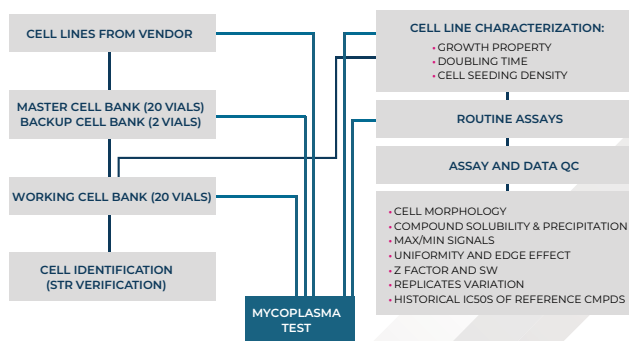 CELL LINES FROM VENDOR
MASTER CELL BANK (20 VIALS)
BACKUP CELL BANK (2 VIALS)
WORKING CELL BANK (20 VIALS)
CELL IDENTIFICATION
(STR VERIFICATION)
MYCOPLASMA
TEST
CELL LINE CHARACTERIZATION:
• GROWTH PROPERTY
• DOUBLING TIME
• CELL SEEDING DENSITY
ROUTINE ASSAYS
ASSAY AND DATA QC
• CELL MORPHOLOGY
• COMPOUND SOLUBILITY & PRECIPITATION
• MAX/MIN SIGNALS
• UNIFORMITY AND EDGE EFFECT
• Z FACTOR AND SW
• REPLICATES VARIATION
• HISTORICAL IC50S OF REFERENCE CMPDS